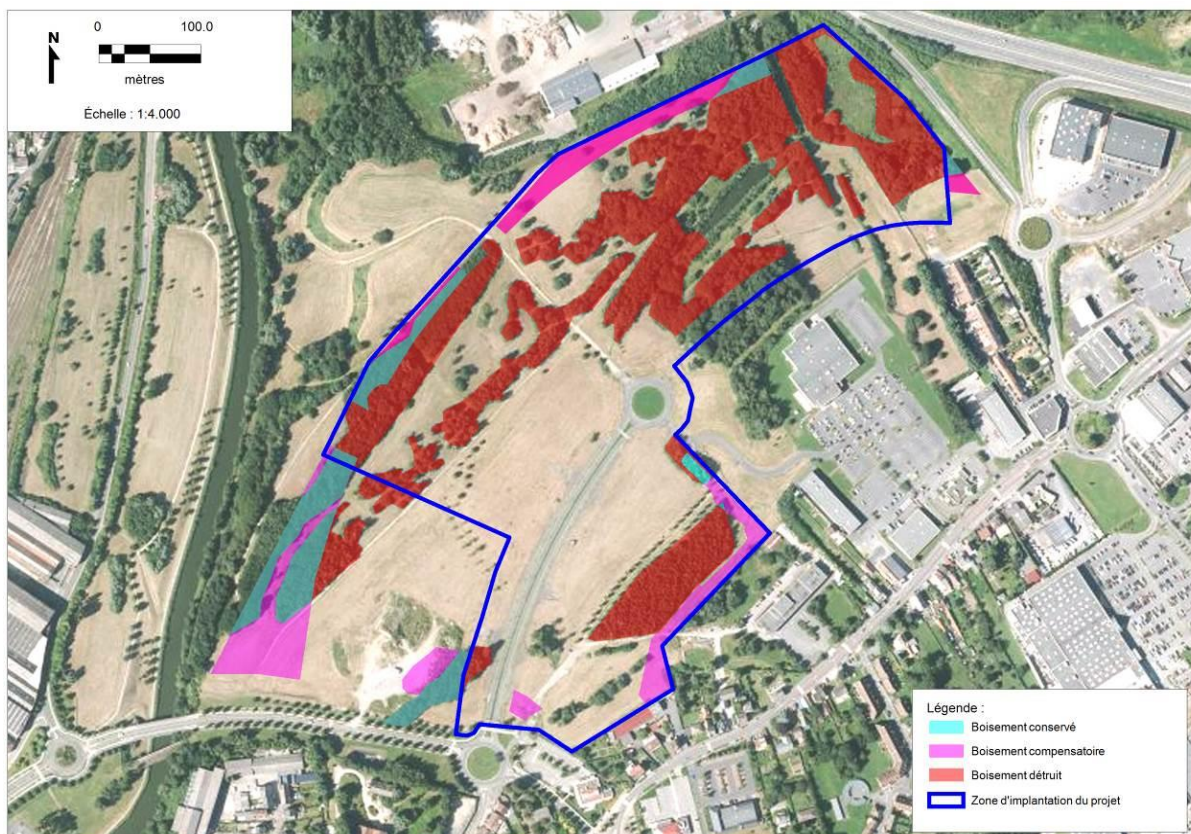 N
0 100.0
mètres
Échelle : 1:4.000
Légende :
Boisement conservé
Boisement compensatoire
Boisement détruit
Zone d'implantation du projet